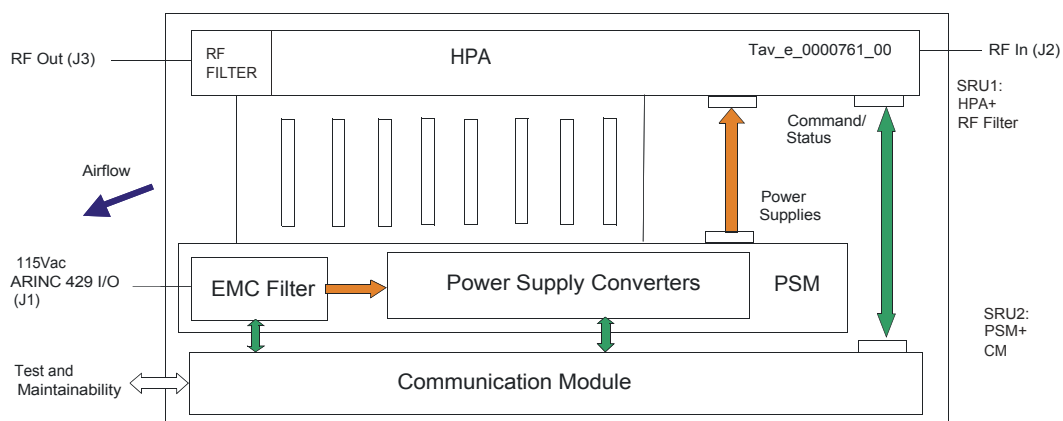 RF Out (J3)
RF
FILTER
HPA
Tav_e_0000761_00
RF In (J2)
SRU1:
HPA+
RF Filter
Command/
Status
Airflow
Power
Supplies
115Vac
ARINC 429 I/O
(J1)
EMC Filter
Power Supply Converters
PSM
SRU2:
PSM+
CM
Test and
Maintainability
Communication Module